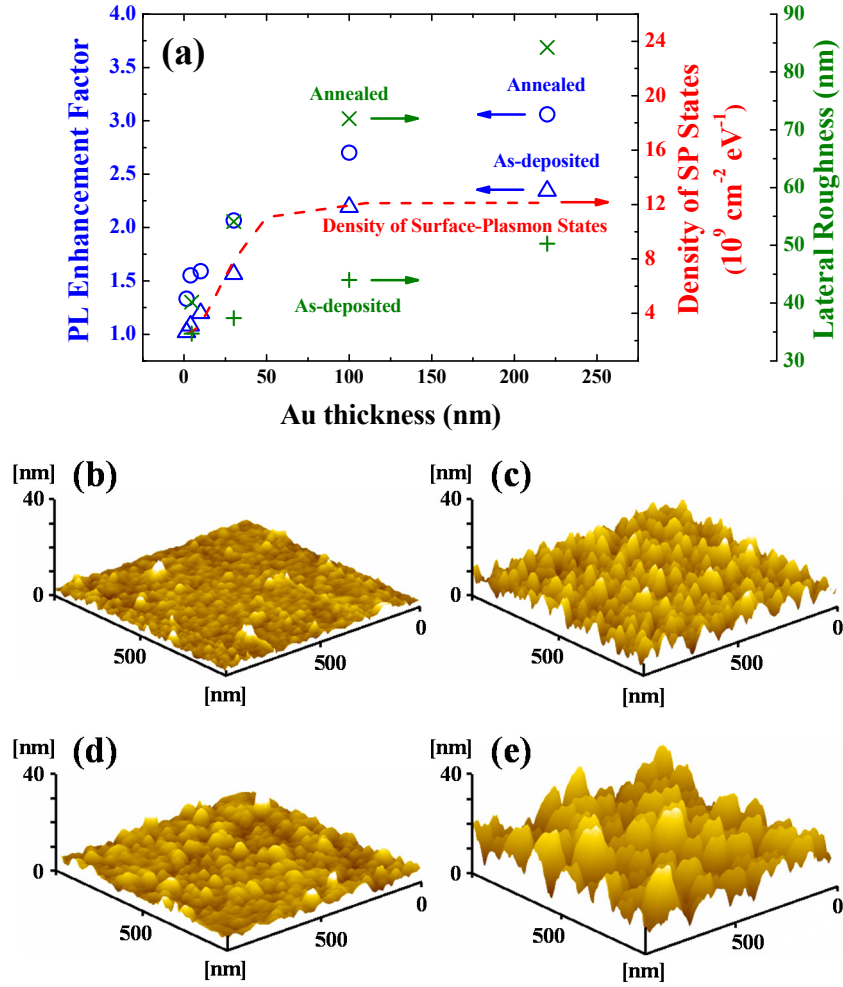 (a)
PL Enhancement Factor
4.0
3.5
3.0
2.5
2.0
1.5
1.0
0
50
100
150
200
250
Au thickness (nm)
Annealed
Annealed
As-deposited
Density of Surface-Plasmon States
As-deposited
24
20
16
12
8
4
Density of SP States
(10⁹ cm⁻² eV⁻¹)
90
80
70
60
50
40
30
Lateral Roughness (nm)
(b)
[nm]
40
0
500
[nm]
500
0
(c)
[nm]
40
0
500
[nm]
500
0
(d)
[nm]
40
0
500
[nm]
500
0
(e)
[nm]
40
0
500
[nm]
500
0